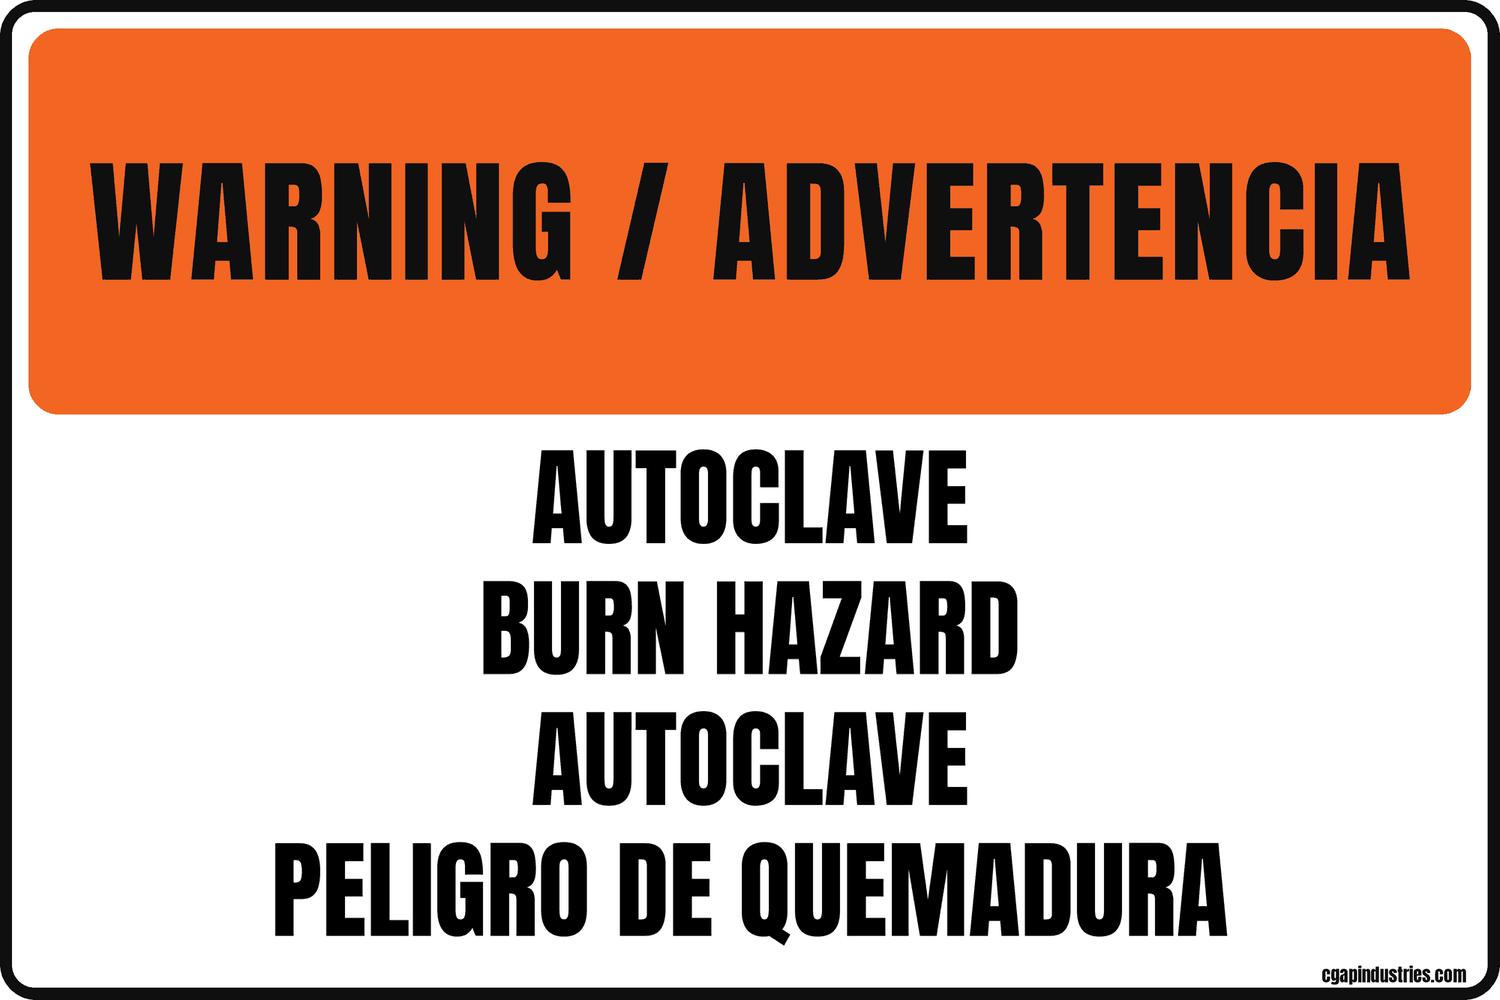 WARNING / ADVERTENCIA
AUTOCLAVE
BURN HAZARD
AUTOCLAVE
PELIGRO DE QUEMADURA
cgapindustries.com